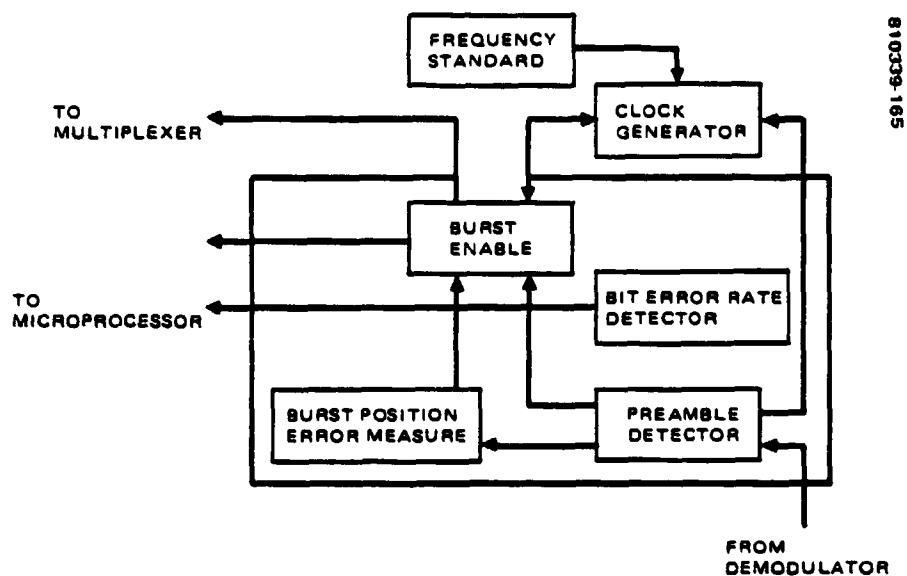 FREQUENCY
STANDARD
810339-165
TO
MULTIPLEXER
CLOCK
GENERATOR
BURST
ENABLE
TO
MICROPROCESSOR
BIT ERROR RATE
DETECTOR
BURST POSITION
ERROR MEASURE
PREAMBLE
DETECTOR
FROM
DEMODULATOR